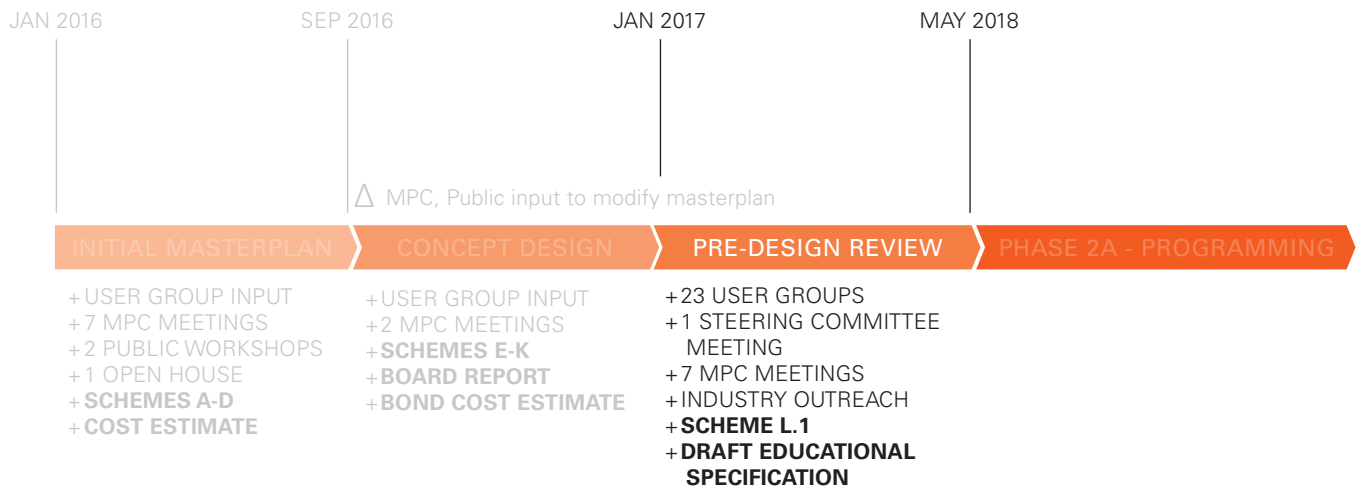 JAN 2016
SEP 2016
JAN 2017
MAY 2018
Δ MPC, Public input to modify masterplan
INITIAL MASTERPLAN
CONCEPT DESIGN
PRE-DESIGN REVIEW
PHASE 2A - PROGRAMMING
+USER GROUP INPUT
+7 MPC MEETINGS
+2 PUBLIC WORKSHOPS
+1 OPEN HOUSE
+SCHEMES A-D
+COST ESTIMATE
+USER GROUP INPUT
+2 MPC MEETINGS
+SCHEMES E-K
+BOARD REPORT
+BOND COST ESTIMATE
+23 USER GROUPS
+1 STEERING COMMITTEE
MEETING
+7 MPC MEETINGS
+INDUSTRY OUTREACH
+SCHEME L.1
+DRAFT EDUCATIONAL
SPECIFICATION